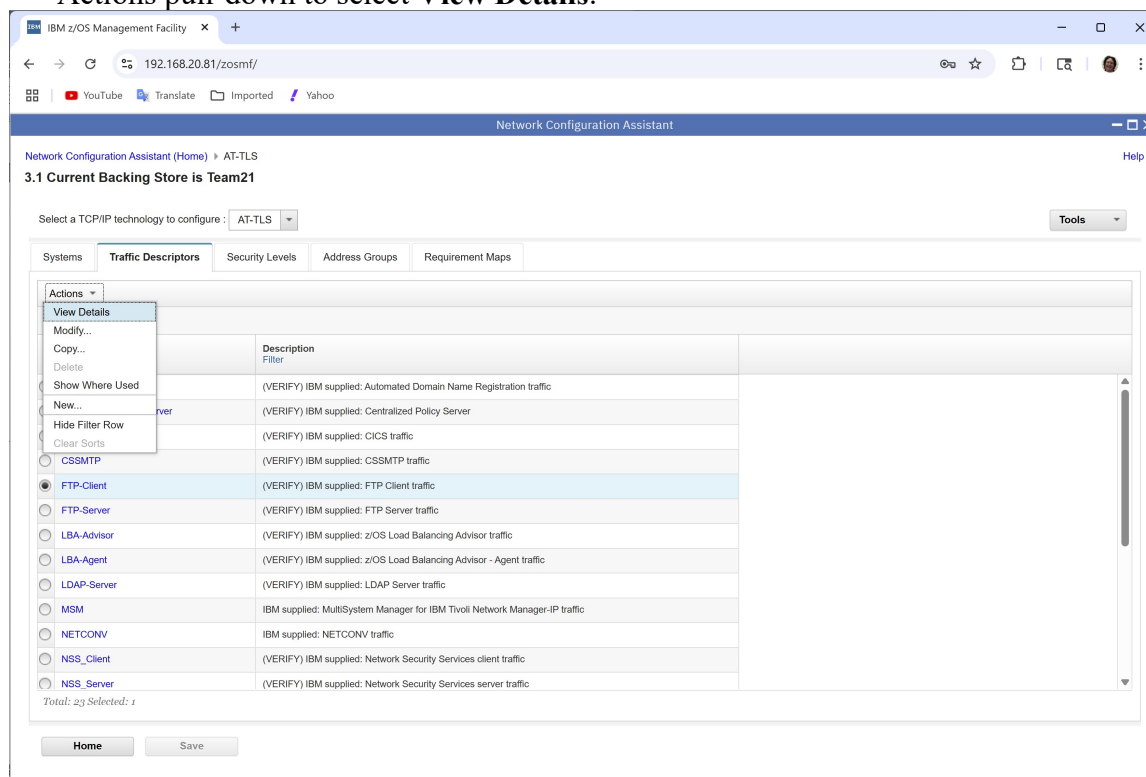 Actions pull-down to select View Details.
IBM IBM z/OS Management Facility
192.168.20.81/zosmf/
YouTube Translate Imported Yahoo
Network Configuration Assistant
Network Configuration Assistant (Home) AT-TLS Help
3.1 Current Backing Store is Team21
Select a TCP/IP technology to configure : AT-TLS Tools
Systems Traffic Descriptors Security Levels Address Groups Requirement Maps
Actions
View Details
Modify...
Copy...
Delete
Show Where Used
New...
Hide Filter Row
Clear Sorts
Description
Filter
(VERIFY) IBM supplied: Automated Domain Name Registration traffic
rver (VERIFY) IBM supplied: Centralized Policy Server
(VERIFY) IBM supplied: CICS traffic
CSSMTP (VERIFY) IBM supplied: CSSMTP traffic
FTP-Client (VERIFY) IBM supplied: FTP Client traffic
FTP-Server (VERIFY) IBM supplied: FTP Server traffic
LBA-Advisor (VERIFY) IBM supplied: z/OS Load Balancing Advisor traffic
LBA-Agent (VERIFY) IBM supplied: z/OS Load Balancing Advisor - Agent traffic
LDAP-Server (VERIFY) IBM supplied: LDAP Server traffic
MSM IBM supplied: MultiSystem Manager for IBM Tivoli Network Manager-IP traffic
NETCONV IBM supplied: NETCONV traffic
NSS_Client (VERIFY) IBM supplied: Network Security Services client traffic
NSS_Server (VERIFY) IBM supplied: Network Security Services server traffic
Total: 23 Selected: 1
Home Save